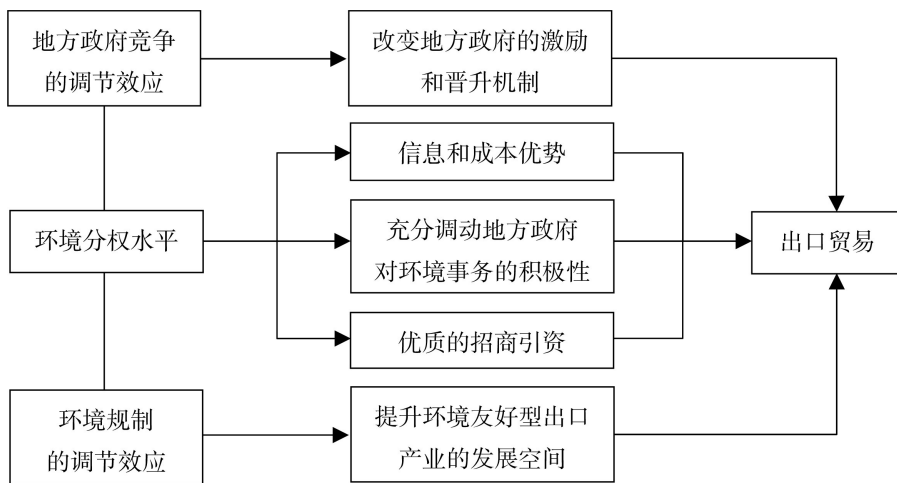 地方政府竞争
的调节效应
改变地方政府的激励
和晋升机制
信息和成本优势
环境分权水平
充分调动地方政府
对环境事务的积极性
出口贸易
优质的招商引资
环境规制
的调节效应
提升环境友好型出口
产业的发展空间